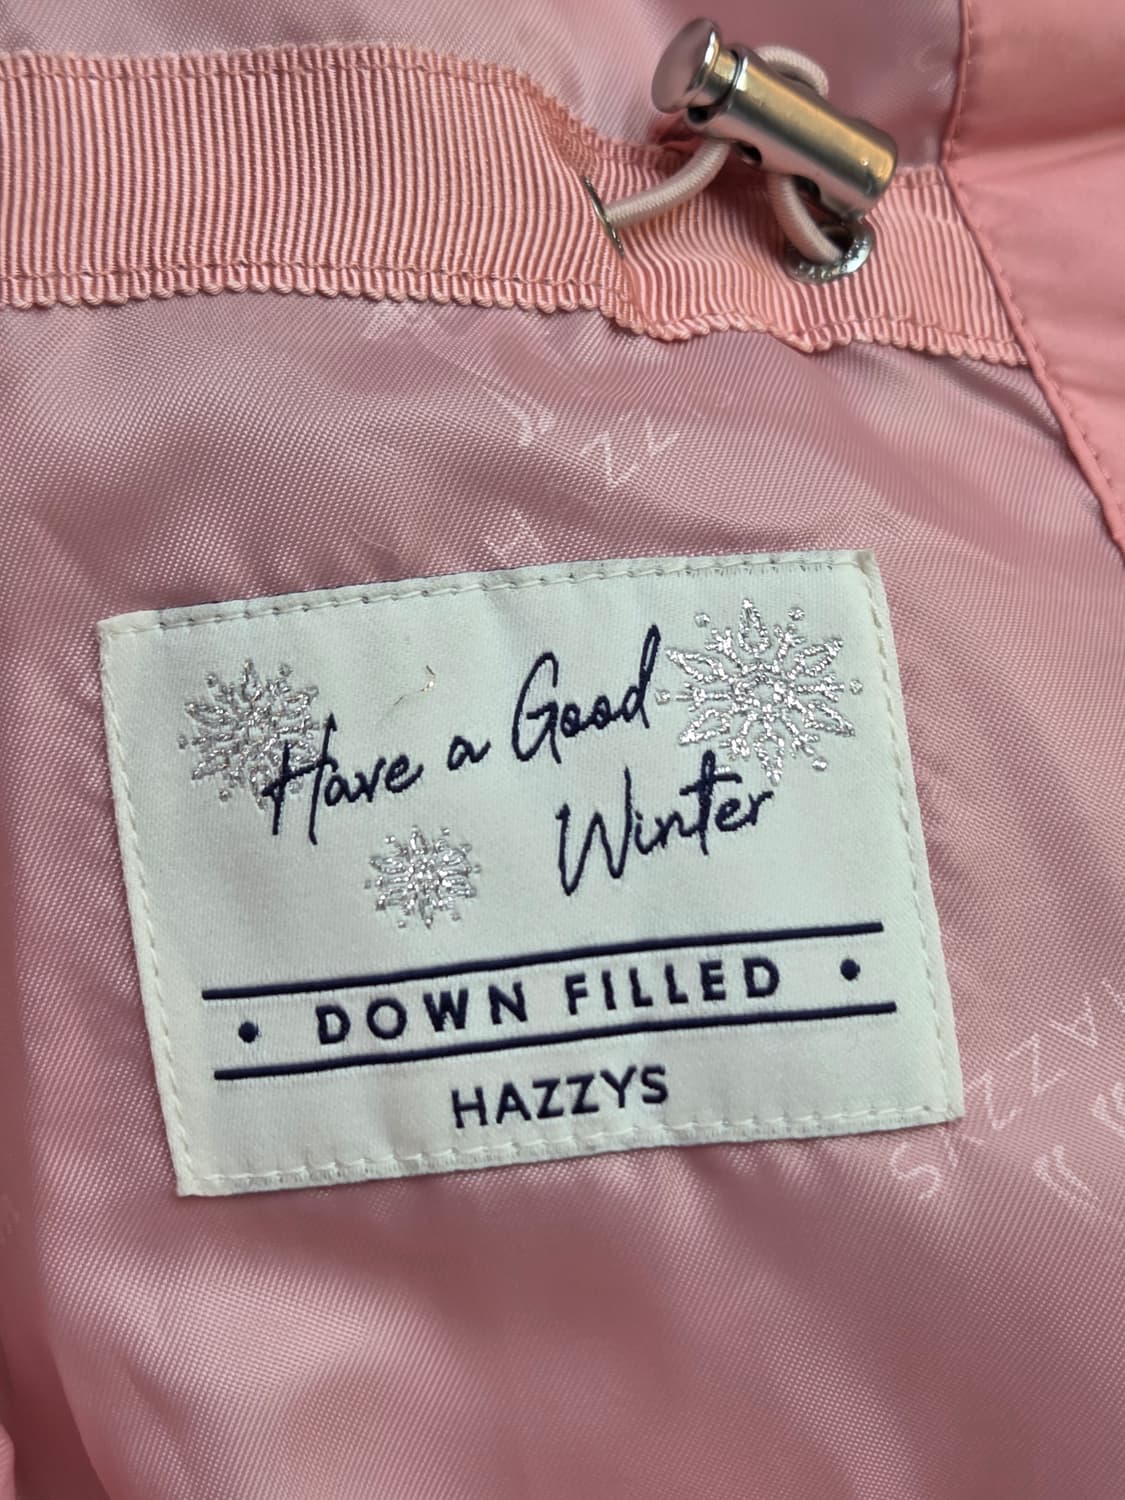 Have a Good
Winter
• DOWN FILLED •
HAZZYS